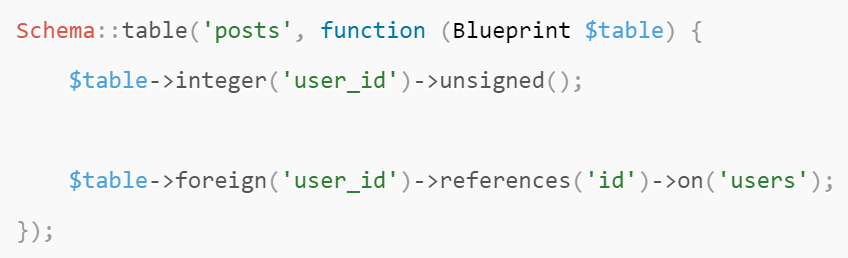 Schema::table('posts', function (Blueprint $table) {
    $table->integer('user_id')->unsigned();

    $table->foreign('user_id')->references('id')->on('users');
});